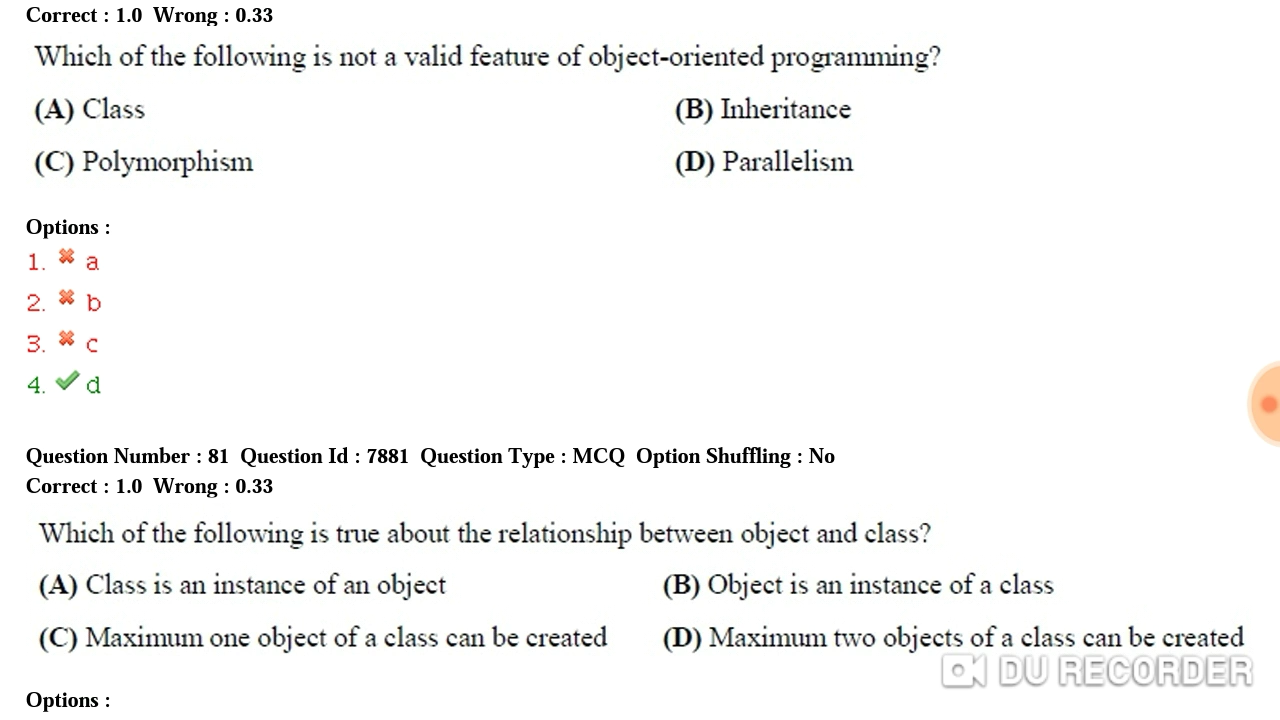 Correct : 1.0 Wrong : 0.33
Which of the following is not a valid feature of object-oriented programming?
(A) Class (B) Inheritance
(C) Polymorphism (D) Parallelism
Options :
1. ✖ a
2. ✖ b
3. ✖ c
4. ✔ d
Question Number : 81 Question Id : 7881 Question Type : MCQ Option Shuffling : No
Correct : 1.0 Wrong : 0.33
Which of the following is true about the relationship between object and class?
(A) Class is an instance of an object (B) Object is an instance of a class
(C) Maximum one object of a class can be created (D) Maximum two objects of a class can be created
DU RECORDER
Options :